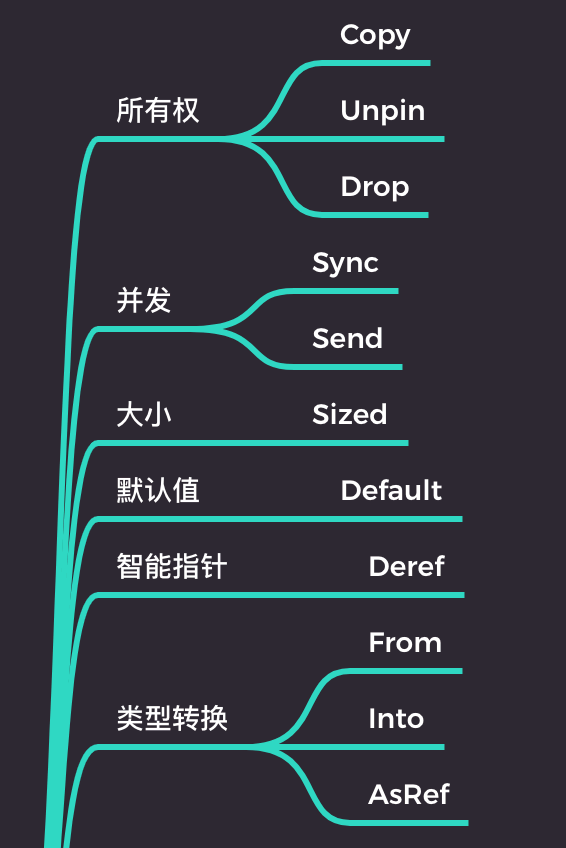 所有权
Copy
Unpin
Drop
并发
Sync
Send
大小
Sized
默认值
Default
智能指针
Deref
类型转换
From
Into
AsRef